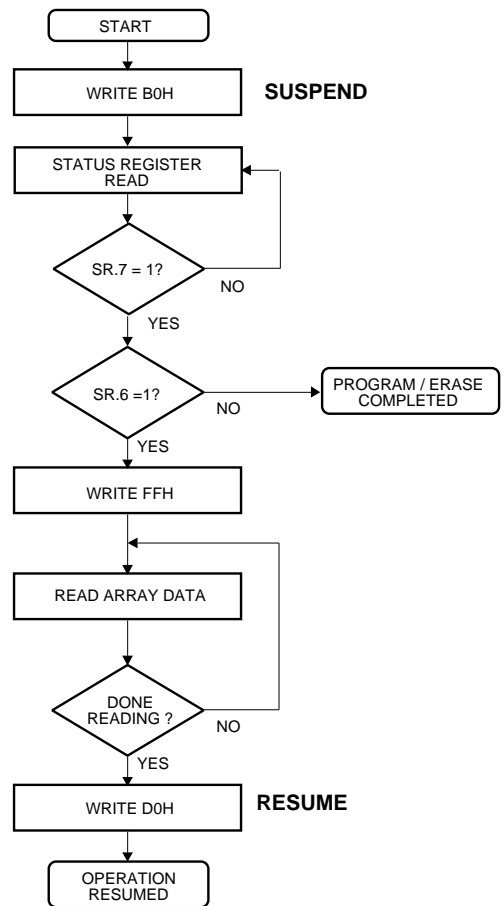 START
WRITE B0H
SUSPEND
STATUS REGISTER
READ
SR.7 = 1?
NO
YES
SR.6 =1?
NO
PROGRAM / ERASE
COMPLETED
YES
WRITE FFH
READ ARRAY DATA
DONE
READING ?
NO
YES
WRITE D0H
RESUME
OPERATION
RESUMED